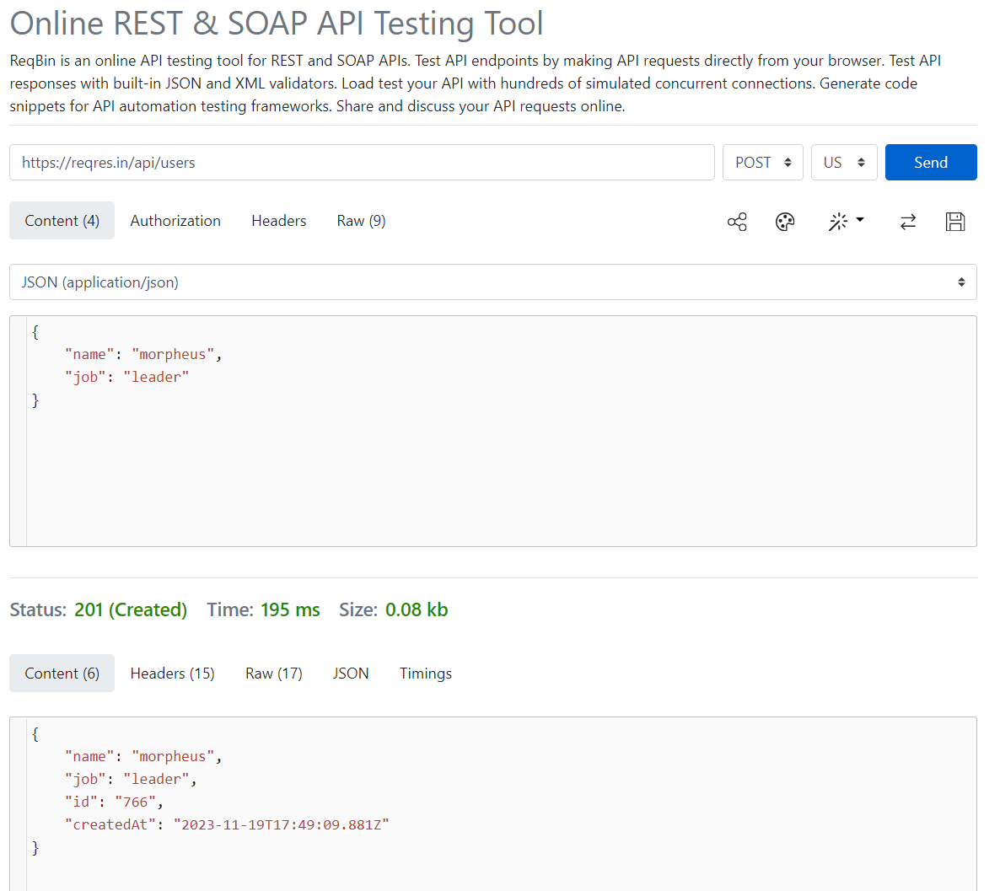 Online REST & SOAP API Testing Tool
ReqBin is an online API testing tool for REST and SOAP APIs. Test API endpoints by making API requests directly from your browser. Test API
responses with built-in JSON and XML validators. Load test your API with hundreds of simulated concurrent connections. Generate code
snippets for API automation testing frameworks. Share and discuss your API requests online.
https://reqres.in/api/users POST US Send
Content (4) Authorization Headers Raw (9)
JSON (application/json)
{
    "name": "morpheus",
    "job": "leader"
}
Status: 201 (Created) Time: 195 ms Size: 0.08 kb
Content (6) Headers (15) Raw (17) JSON Timings
{
    "name": "morpheus",
    "job": "leader",
    "id": "766",
    "createdAt": "2023-11-19T17:49:09.881Z"
}